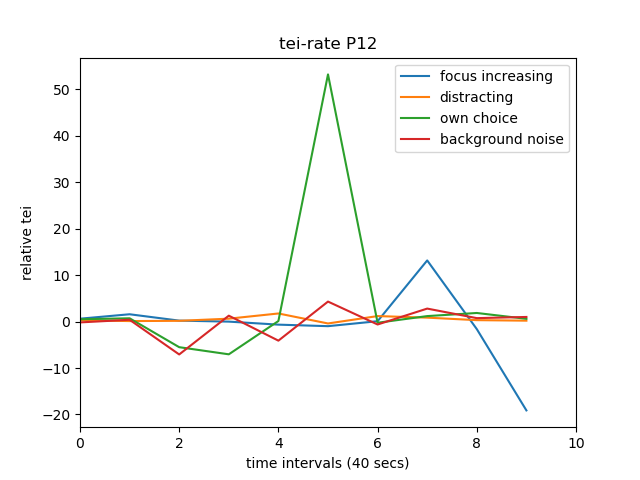 tei-rate P12
focus increasing
distracting
own choice
background noise
relative tei
50
40
30
20
10
0
−10
−20
0 2 4 6 8 10
time intervals (40 secs)